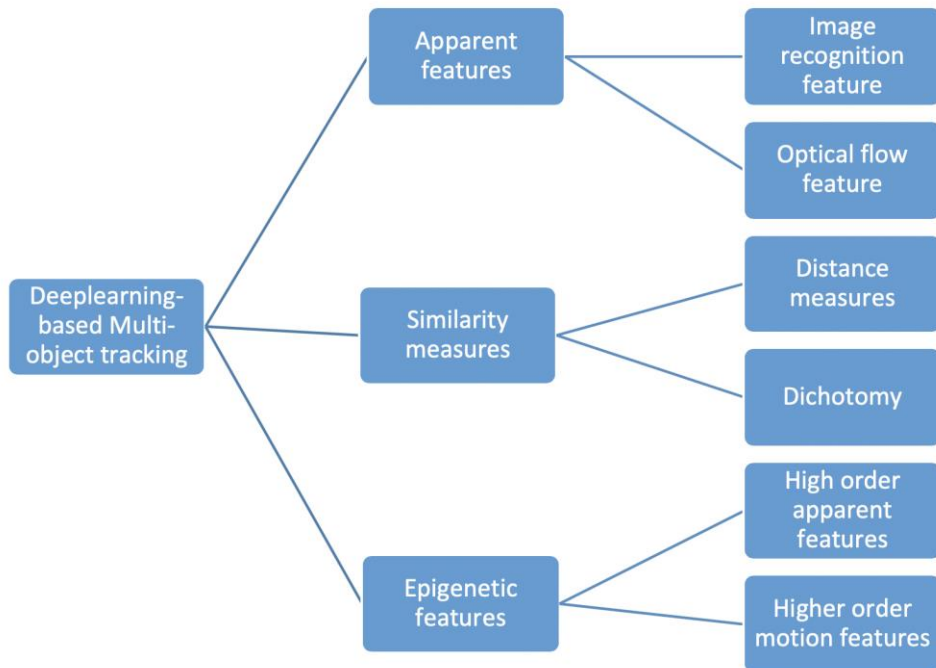 Deeplearning-
based Multi-
object tracking
Apparent
features
Image
recognition
feature
Optical flow
feature
Similarity
measures
Distance
measures
Dichotomy
Epigenetic
features
High order
apparent
features
Higher order
motion features